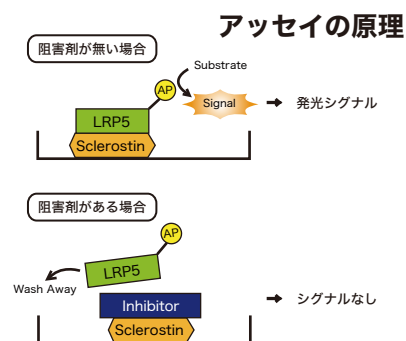 アッセイの原理
阻害剤が無い場合
Substrate
AP
Signal
発光シグナル
LRP5
Sclerostin
阻害剤がある場合
AP
LRP5
Wash Away
Inhibitor
シグナルなし
Sclerostin